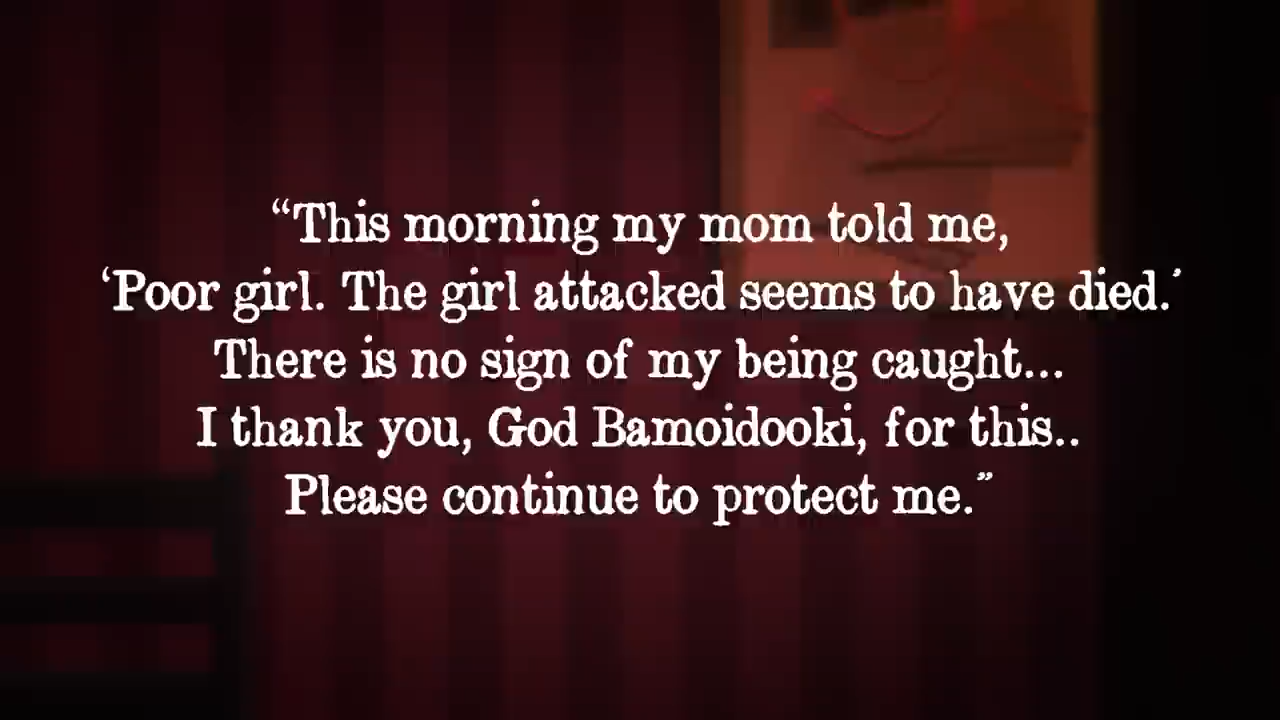 “This morning my mom told me,
‘Poor girl. The girl attacked seems to have died.’
There is no sign of my being caught...
I thank you, God Bamoidooki, for this..
Please continue to protect me.”